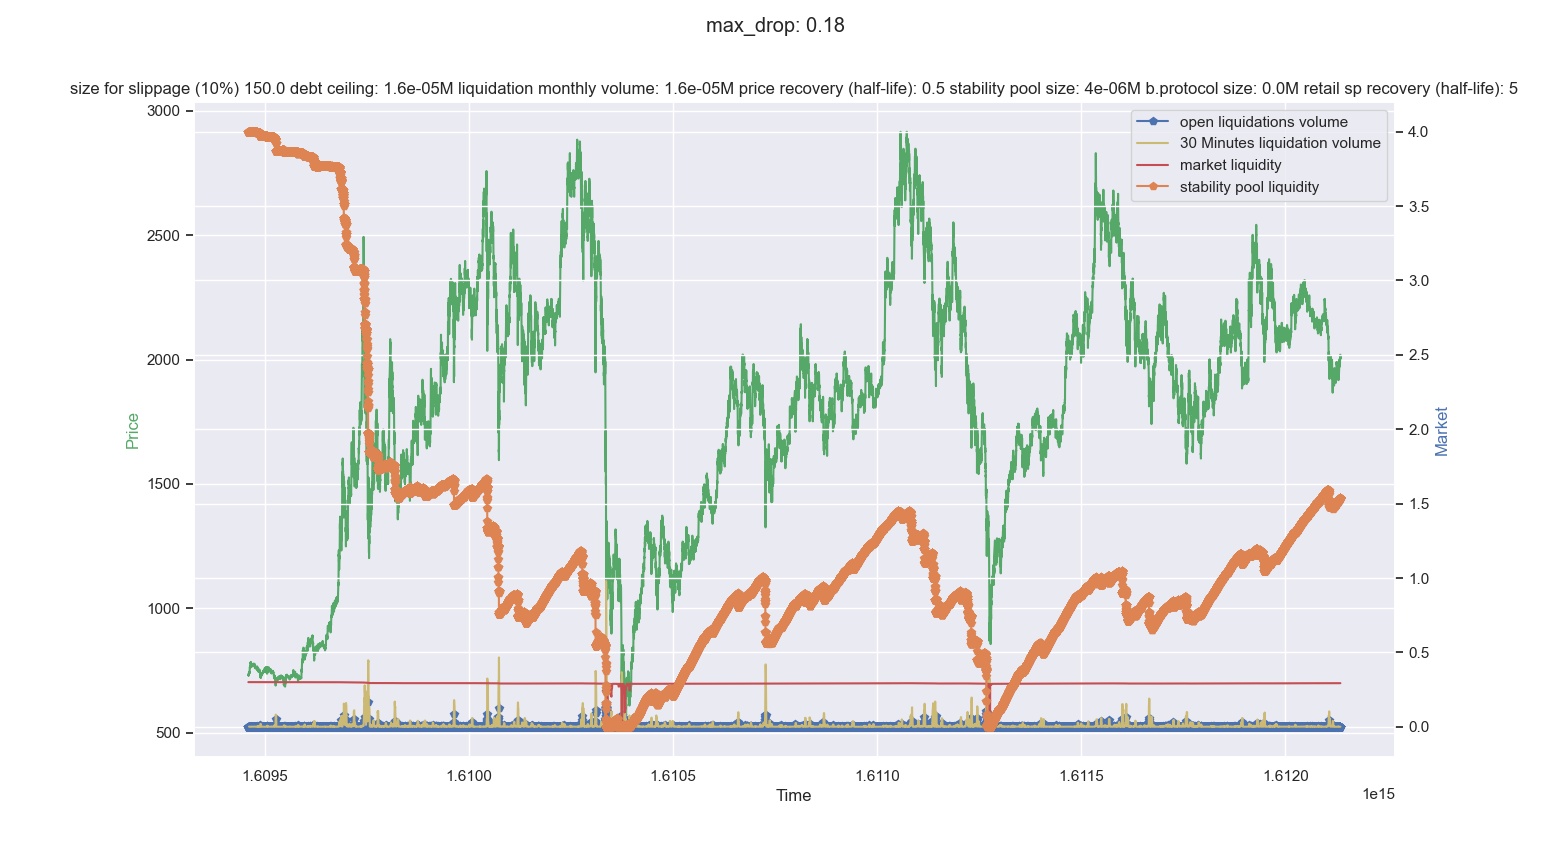 max_drop: 0.18
size for slippage (10%) 150.0 debt ceiling: 1.6e-05M liquidation monthly volume: 1.6e-05M price recovery (half-life): 0.5 stability pool size: 4e-06M b.protocol size: 0.0M retail sp recovery (half-life): 5
3000
2500
2000
1500
1000
500
Price
open liquidations volume
30 Minutes liquidation volume
market liquidity
stability pool liquidity
4.0
3.5
3.0
2.5
2.0
1.5
1.0
0.5
0.0
Market
1.6095
1.6100
1.6105
1.6110
1.6115
1.6120
1e15
Time